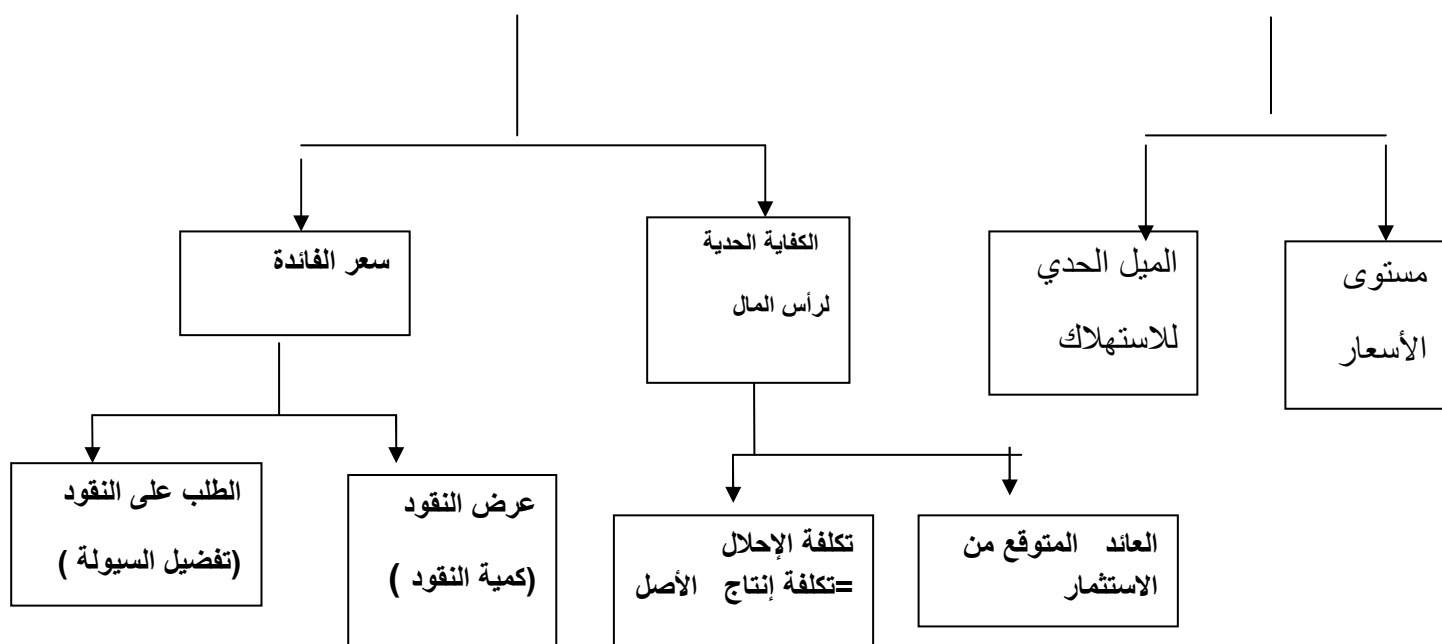 مستوى
الأسعار
الميل الحدي
للاستهلاك
الكفاية الحدية
لرأس المال
سعر الفائدة
العائد المتوقع من
الاستثمار
تكلفة الإحلال
=تكلفة إنتاج الأصل
عرض النقود
(كمية النقود )
الطلب على النقود
(تفضيل السيولة )